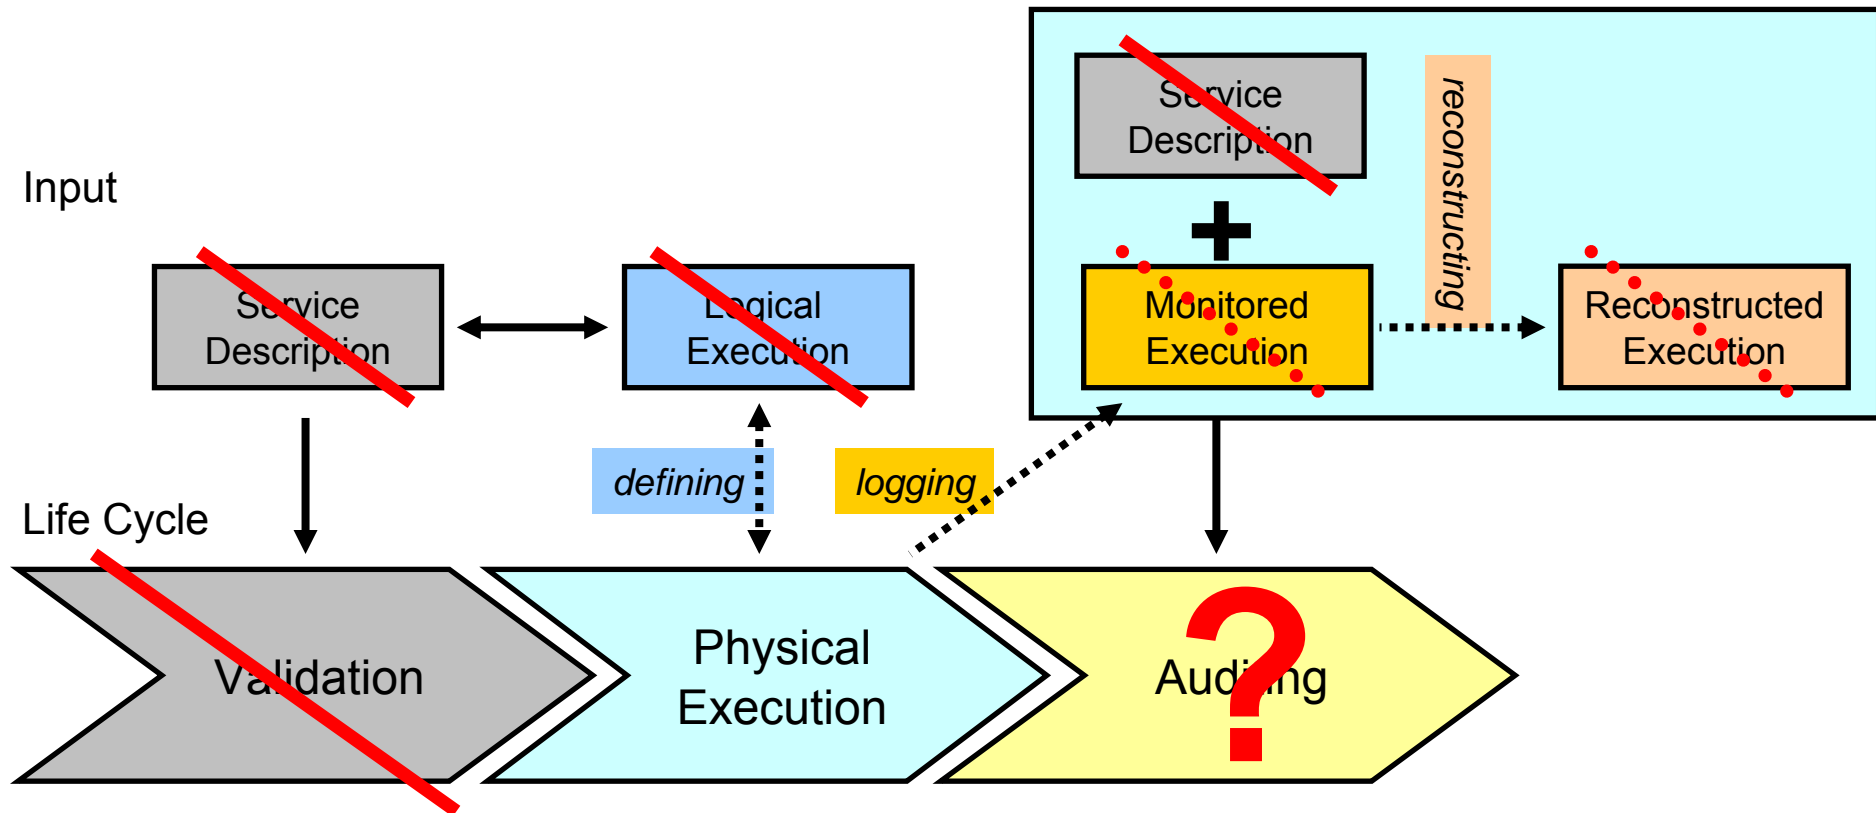 Service
Description
reconstructing
Input
Service
Description
Logical
Execution
Monitored
Execution
Reconstructed
Execution
defining
logging
Life Cycle
Validation
Physical
Execution
Auditing
?